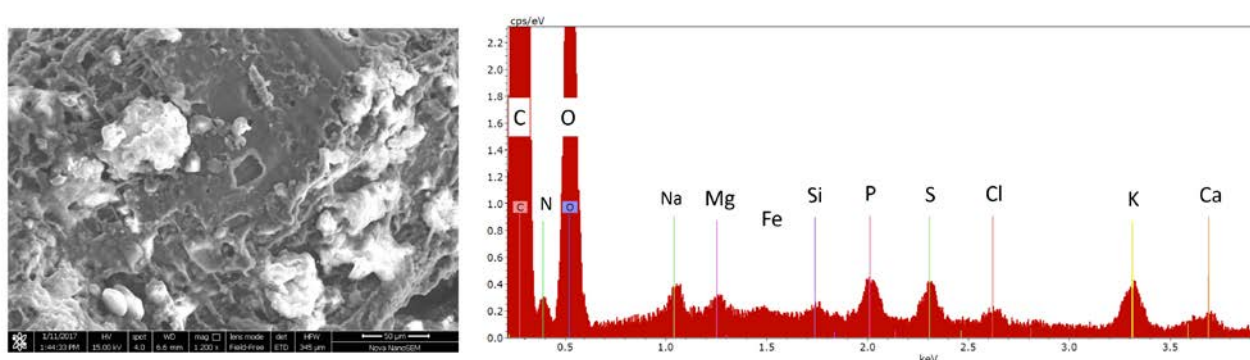 1/11/2017 HV spot WD mag □ lens mode det HPW 50 µm
1:44:33 PM 15.00 kV 4.0 6.6 mm 1 200 x Field-Free ETD 345 µm Nova NanoSEM
cps/eV
2.2
2.0
1.8
1.6
1.4
1.2
1.0
0.8
0.6
0.4
0.2
0.0
C O
C N O Na Mg Fe Si P S Cl K Ca
0.5 1.0 1.5 2.0 2.5 3.0 3.5
keV